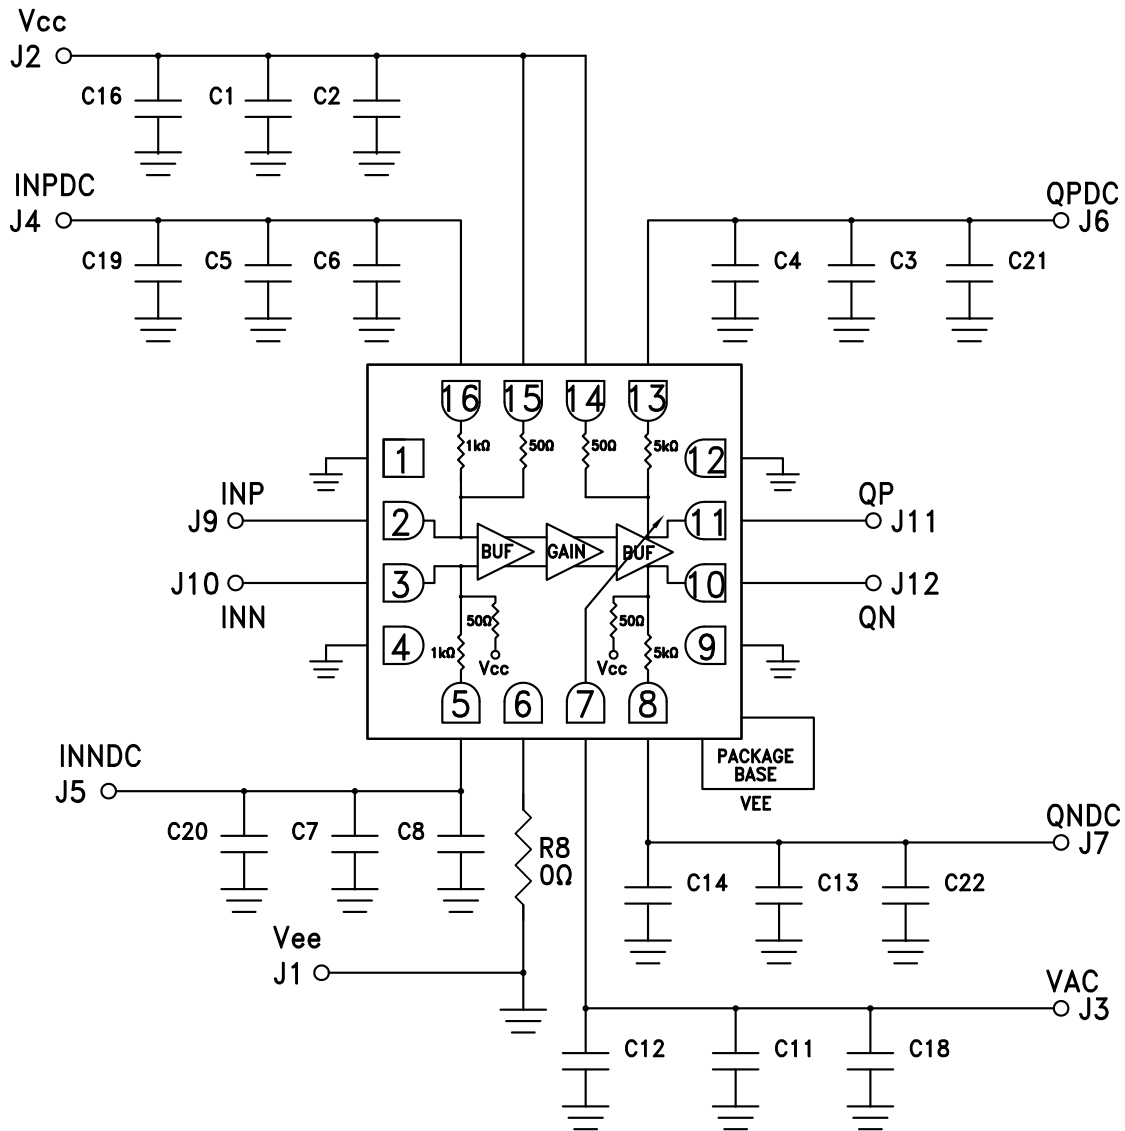 Vcc
J2
C16
C1
C2
INPDC
J4
C19
C5
C6
QPDC
J6
C4
C3
C21
16
15
14
13
1kΩ
50Ω
50Ω
5kΩ
1
12
INP
J9
2
QP
J11
11
BUF
GAIN
BUF
J10
INN
3
10
J12
QN
50Ω
50Ω
4
1kΩ
Vcc
Vcc
5kΩ
9
5
6
7
8
PACKAGE
BASE
VEE
INNDC
J5
C20
C7
C8
R8
0Ω
QNDC
J7
C14
C13
C22
Vee
J1
VAC
J3
C12
C11
C18